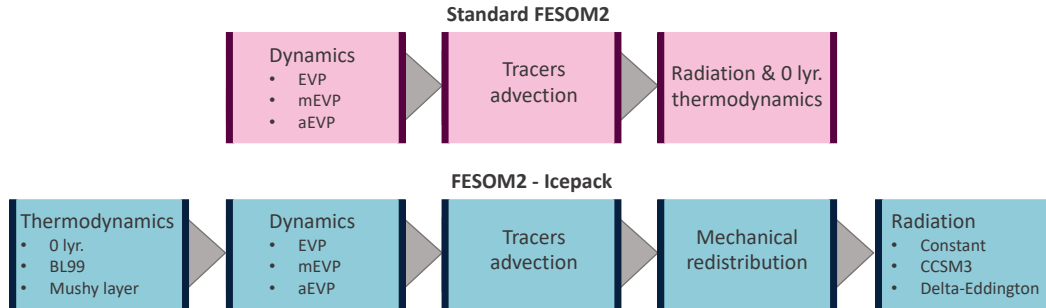 Standard FESOM2
Dynamics
• EVP
• mEVP
• aEVP
Tracers
advection
Radiation & 0 lyr.
thermodynamics
FESOM2 - Icepack
Thermodynamics
• 0 lyr.
• BL99
• Mushy layer
Dynamics
• EVP
• mEVP
• aEVP
Tracers
advection
Mechanical
redistribution
Radiation
• Constant
• CCSM3
• Delta-Eddington